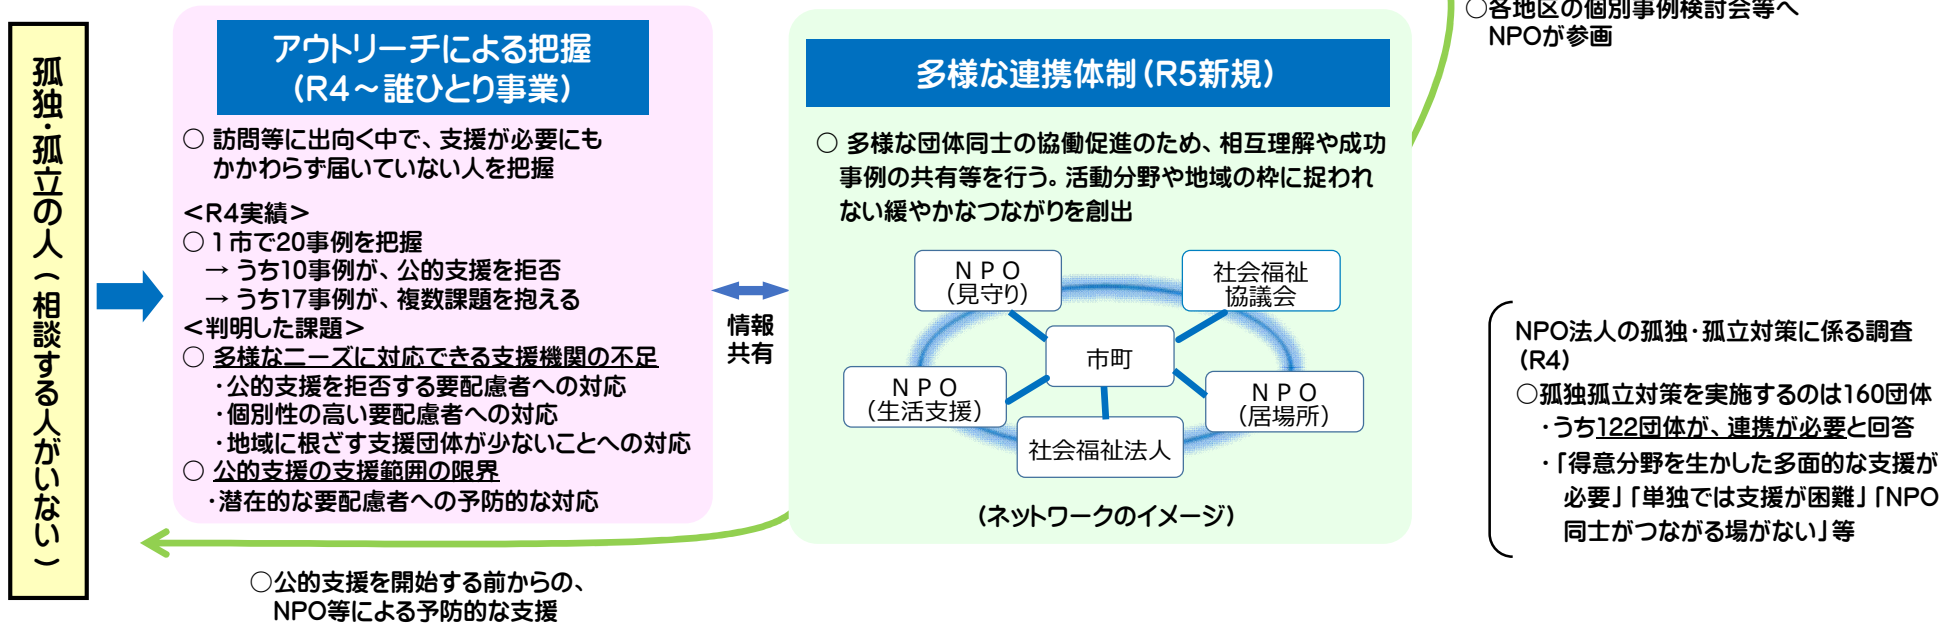 孤独・孤立の人（相談する人がいない）
アウトリーチによる把握
（R4～誰ひとり事業）
○ 訪問等に出向く中で、支援が必要にも
かかわらず届いていない人を把握
＜R4実績＞
○１市で20事例を把握
→ うち10事例が、公的支援を拒否
→ うち17事例が、複数課題を抱える
＜判明した課題＞
○ 多様なニーズに対応できる支援機関の不足
・公的支援を拒否する要配慮者への対応
・個別性の高い要配慮者への対応
・地域に根ざす支援団体が少ないことへの対応
○ 公的支援の支援範囲の限界
・潜在的な要配慮者への予防的な対応
情報
共有
多様な連携体制（R5新規）
○ 多様な団体同士の協働促進のため、相互理解や成功
事例の共有等を行う。活動分野や地域の枠に捉われ
ない緩やかなつながりを創出
ＮＰＯ
（見守り）
社会福祉
協議会
市町
ＮＰＯ
（生活支援）
ＮＰＯ
（居場所）
社会福祉法人
（ネットワークのイメージ）
○公的支援を開始する前からの、
NPO等による予防的な支援
○各地区の個別事例検討会等へ
NPOが参画
NPO法人の孤独・孤立対策に係る調査
（R4）
○孤独孤立対策を実施するのは160団体
・うち122団体が、連携が必要と回答
・「得意分野を生かした多面的な支援が
必要」「単独では支援が困難」「NPO
同士がつながる場がない」等